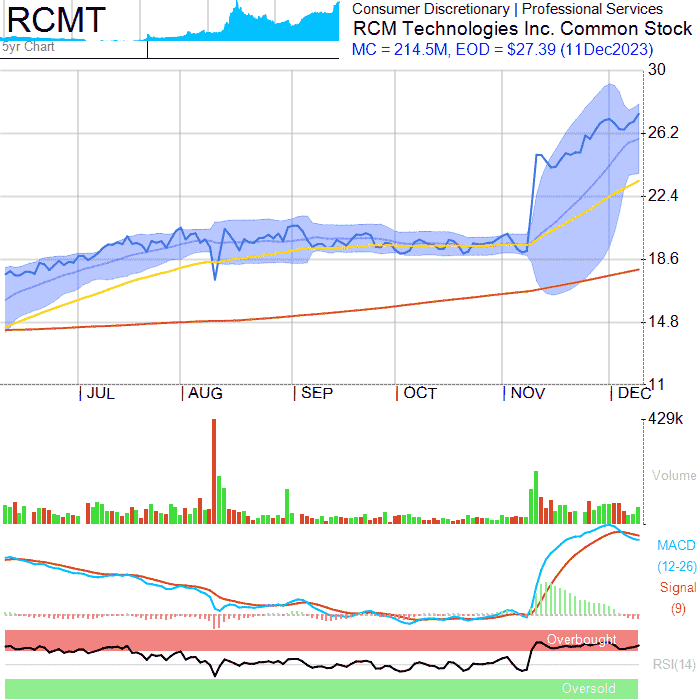 RCMT
5yr Chart
Consumer Discretionary | Professional Services
RCM Technologies Inc. Common Stock
MC = 214.5M, EOD = $27.39 (11Dec2023)
30
26.2
22.4
18.6
14.8
11
JUL AUG SEP OCT NOV DEC
429k
Volume
MACD
(12-26)
Signal
(9)
Overbought
RSI(14)
Oversold